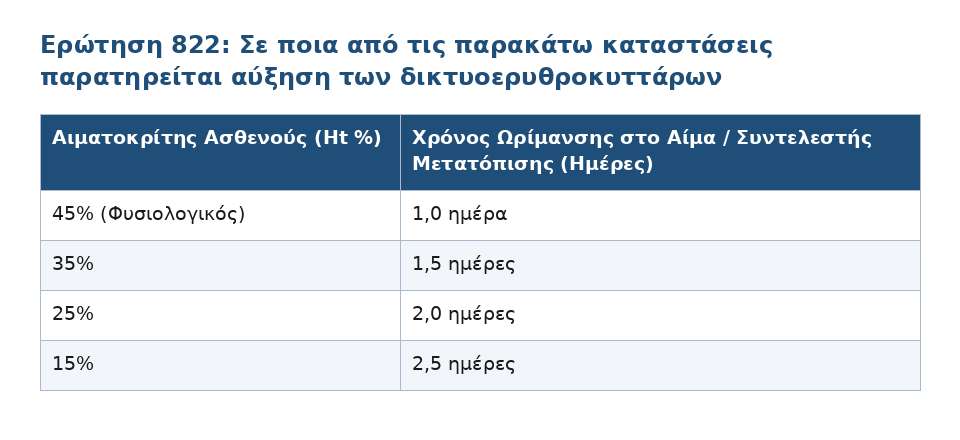 Ερώτηση 822: Σε ποια από τις παρακάτω καταστάσεις
παρατηρείται αύξηση των δικτυοερυθροκυττάρων
Αιματοκρίτης Ασθενούς (Ht %)
Χρόνος Ωρίμανσης στο Αίμα / Συντελεστής
Μετατόπισης (Ημέρες)
45% (Φυσιολογικός)
1,0 ημέρα
35%
1,5 ημέρες
25%
2,0 ημέρες
15%
2,5 ημέρες